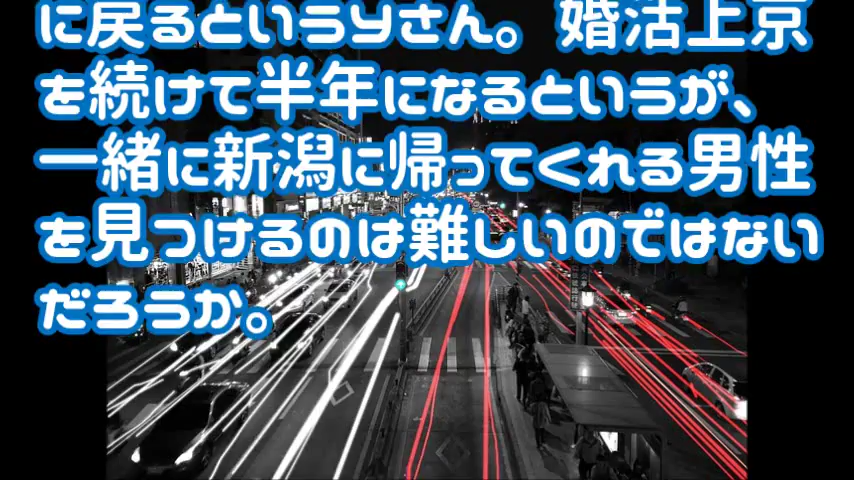 に戻るというyさん。婚活上京
を続けて半年になるというが、
一緒に新潟に帰ってくれる男性
を見つけるのは難しいのではない
だろうか。